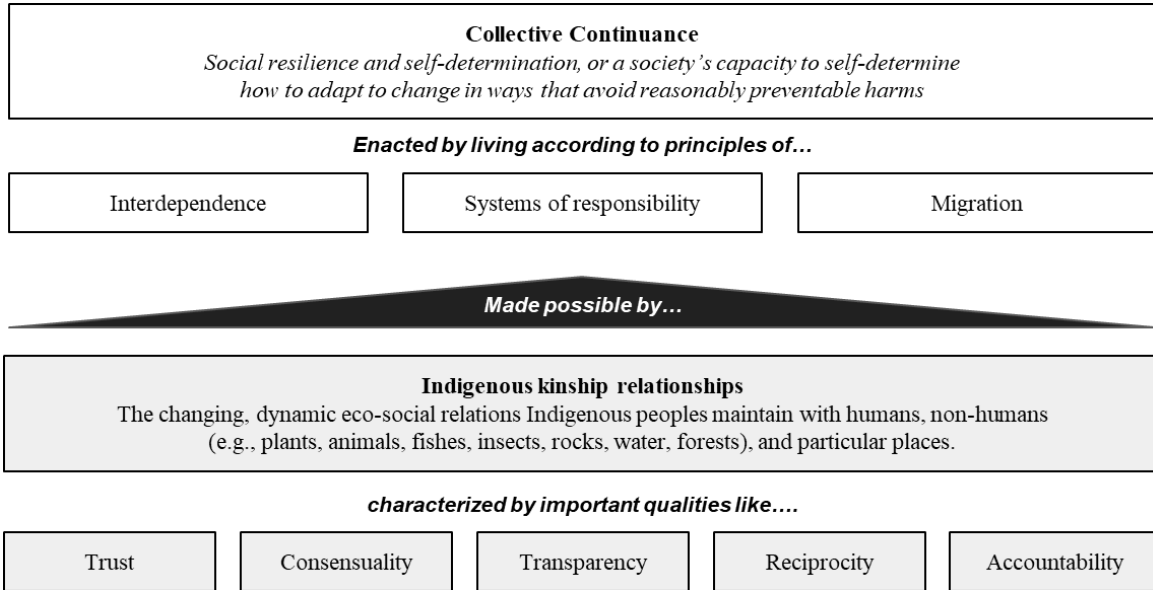 Collective Continuance
Social resilience and self-determination, or a society's capacity to self-determine
how to adapt to change in ways that avoid reasonably preventable harms
Enacted by living according to principles of…
Interdependence
Systems of responsibility
Migration
Made possible by…
Indigenous kinship relationships
The changing, dynamic eco-social relations Indigenous peoples maintain with humans, non-humans
(e.g., plants, animals, fishes, insects, rocks, water, forests), and particular places.
characterized by important qualities like….
Trust
Consensuality
Transparency
Reciprocity
Accountability